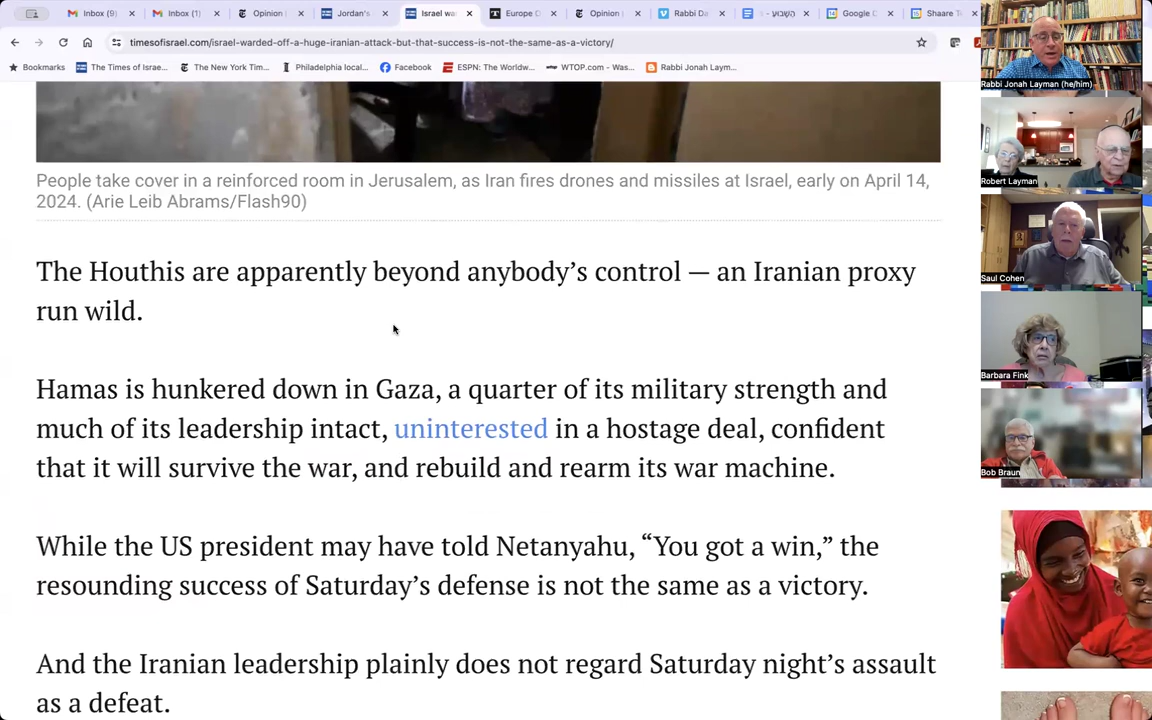 Inbox (9)
Inbox (1)
Opinion |
Jordan's
Israel wa
Europe
Opinion |
Rabbi Da
השבוע -
Google C
Shaare T
timesofisrael.com/israel-warded-off-a-huge-iranian-attack-but-that-success-is-not-the-same-as-a-victory/
Bookmarks
The Times of Israe...
The New York Tim...
Philadelphia local...
Facebook
ESPN: The Worldw...
WTOP.com - Was...
Rabbi Jonah Laym...
Rabbi Jonah Layman (he/him)
Robert Layman
Saul Cohen
Barbara Fink
Bob Braun
People take cover in a reinforced room in Jerusalem, as Iran fires drones and missiles at Israel, early on April 14,
2024. (Arie Leib Abrams/Flash90)
The Houthis are apparently beyond anybody's control — an Iranian proxy
run wild.
Hamas is hunkered down in Gaza, a quarter of its military strength and
much of its leadership intact, uninterested in a hostage deal, confident
that it will survive the war, and rebuild and rearm its war machine.
While the US president may have told Netanyahu, “You got a win,” the
resounding success of Saturday's defense is not the same as a victory.
And the Iranian leadership plainly does not regard Saturday night's assault
as a defeat.